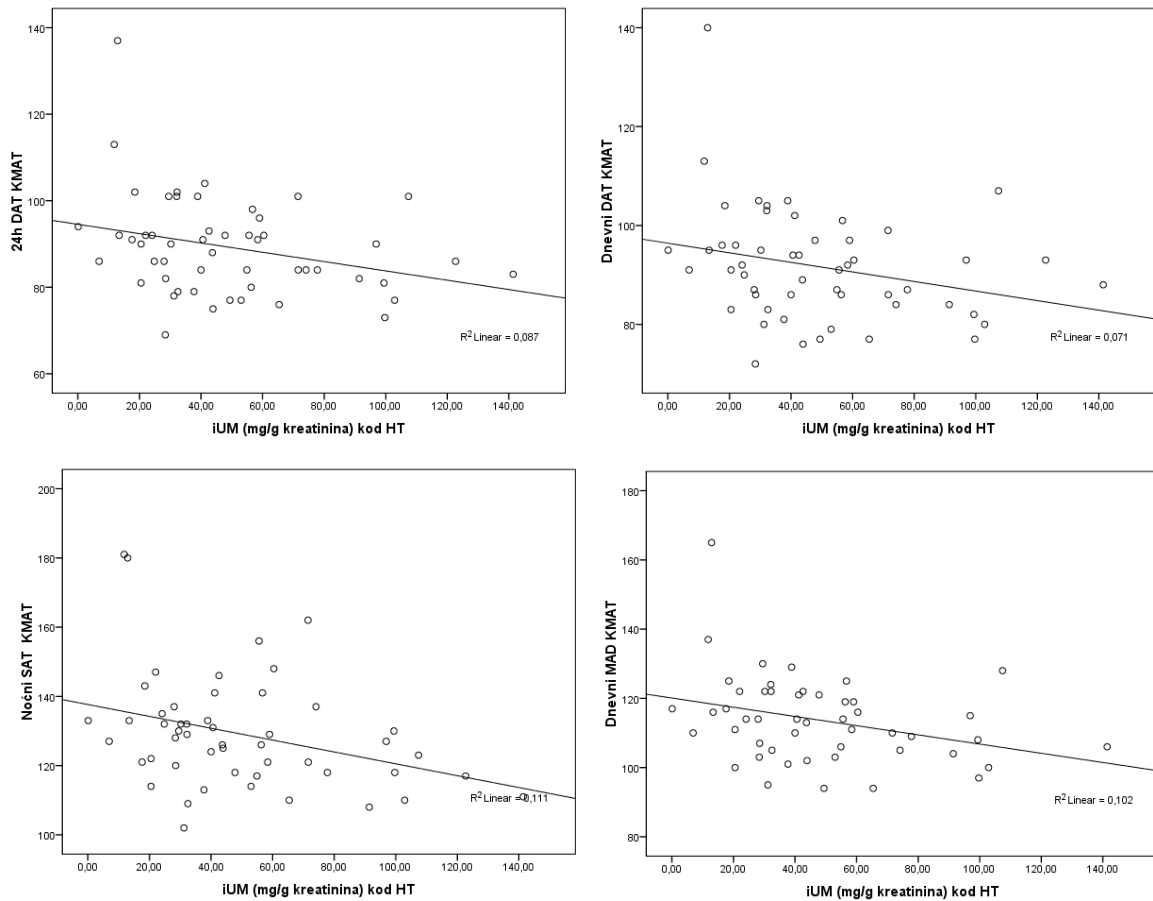 24h DAT KMAT
140
120
100
80
60
R² Linear = 0,087
0,00 20,00 40,00 60,00 80,00 100,00 120,00 140,00
iUM (mg/g kreatinina) kod HT
Dnevni DAT KMAT
140
120
100
80
R² Linear = 0,071
0,00 20,00 40,00 60,00 80,00 100,00 120,00 140,00
iUM (mg/g kreatinina) kod HT
Noćni SAT KMAT
200
180
160
140
120
100
R² Linear = 0,111
0,00 20,00 40,00 60,00 80,00 100,00 120,00 140,00
iUM (mg/g kreatinina) kod HT
Dnevni MAD KMAT
180
160
140
120
100
80
R² Linear = 0,102
0,00 20,00 40,00 60,00 80,00 100,00 120,00 140,00
iUM (mg/g kreatinina) kod HT